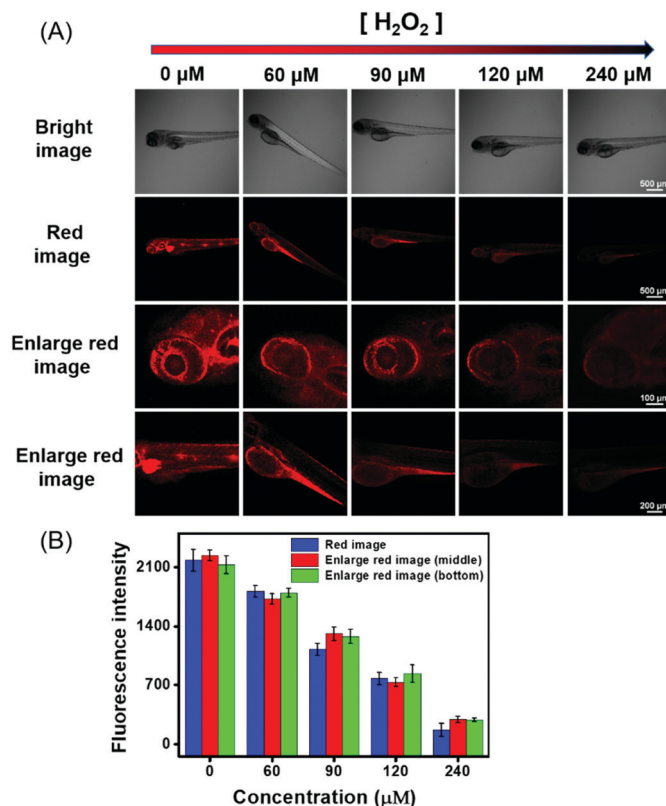 (A)
[ H₂O₂ ]
0 µM 60 µM 90 µM 120 µM 240 µM
Bright
image
500 µm
Red
image
500 µm
Enlarge red
image
100 µm
Enlarge red
image
200 µm
(B)
Fluorescence intensity
2100
1400
700
0
Red image
Enlarge red image (middle)
Enlarge red image (bottom)
0 60 90 120 240
Concentration (µM)